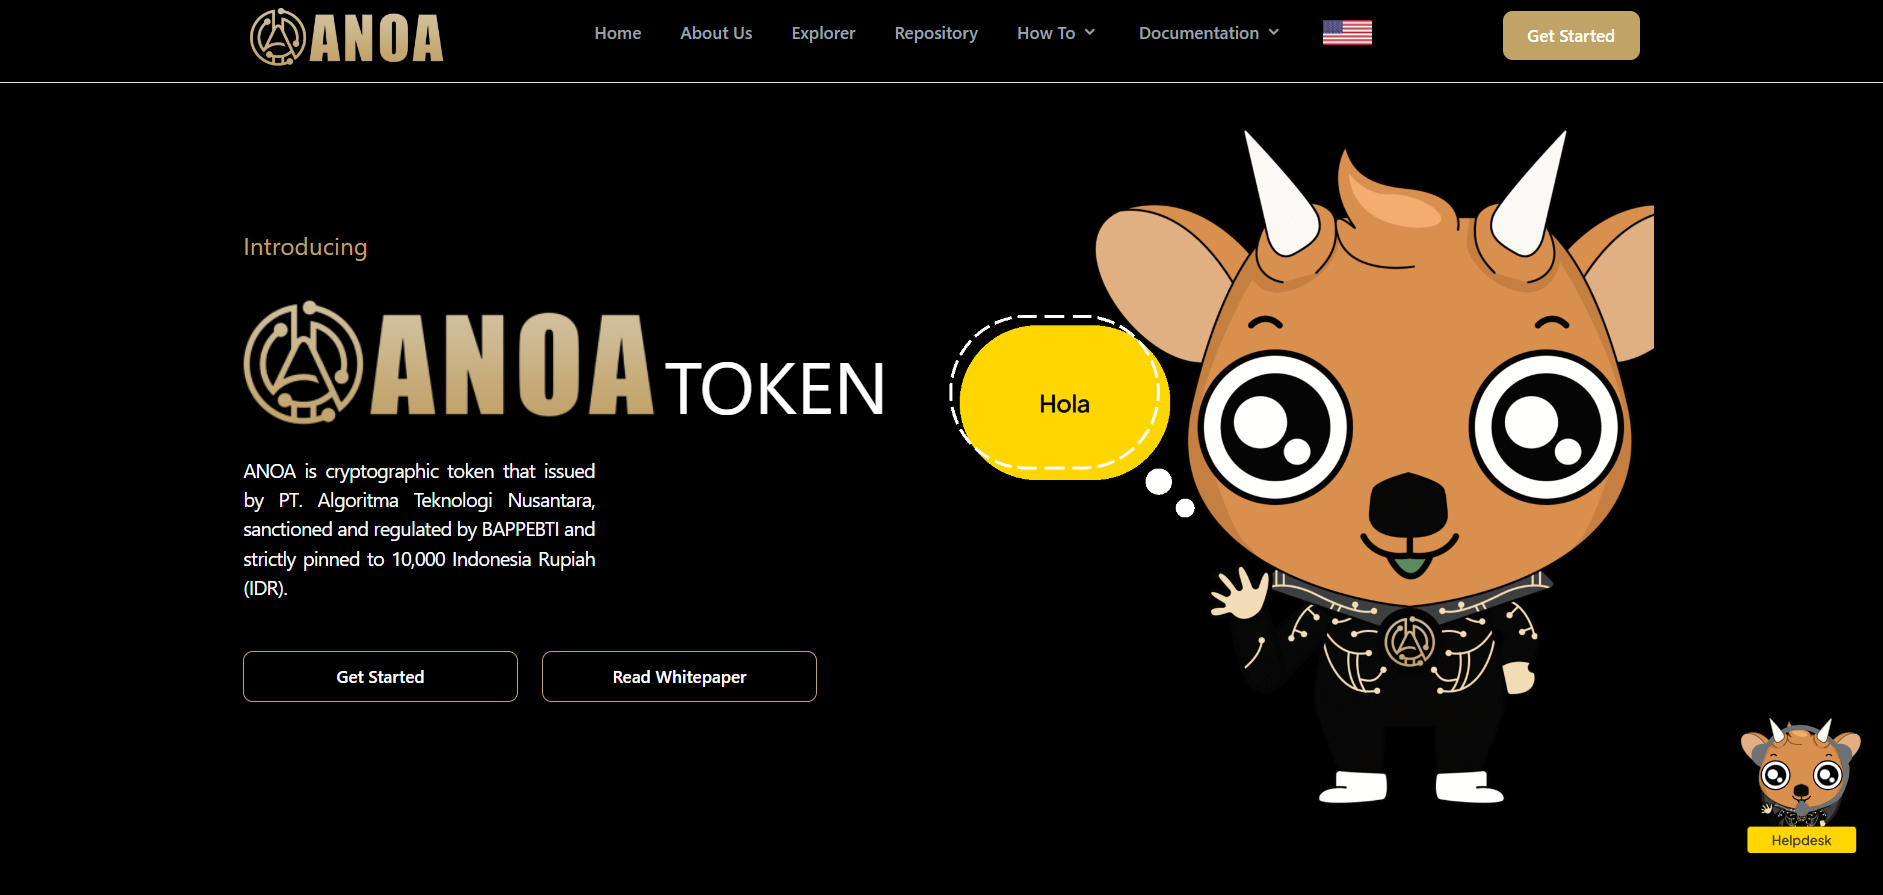 ANOA
Home
About Us
Explorer
Repository
How To
Documentation
Get Started
Introducing
ANOA TOKEN
Hola
ANOA is cryptographic token that issued
by PT. Algoritma Teknologi Nusantara,
sanctioned and regulated by BAPPEBTI and
strictly pinned to 10,000 Indonesia Rupiah
(IDR).
Get Started
Read Whitepaper
Helpdesk